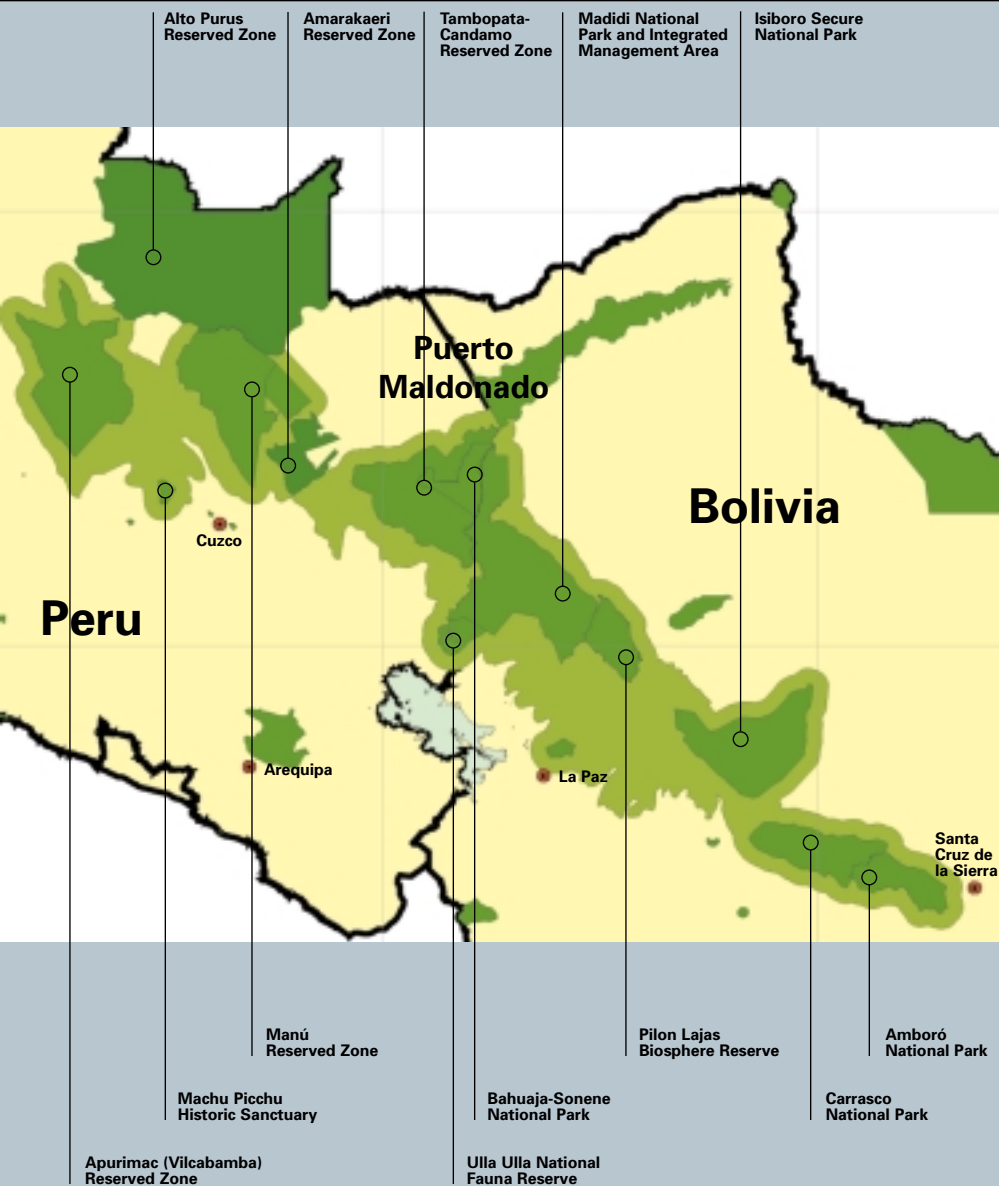 Alto Purus
Reserved Zone
Amarakaeri
Reserved Zone
Tambopata-
Candamo
Reserved Zone
Madidi National
Park and Integrated
Management Area
Isiboro Secure
National Park
Puerto
Maldonado
Bolivia
Cuzco
Peru
Arequipa
La Paz
Santa
Cruz de
la Sierra
Manú
Reserved Zone
Pilon Lajas
Biosphere Reserve
Amboró
National Park
Machu Picchu
Historic Sanctuary
Bahuaja-Sonene
National Park
Carrasco
National Park
Apurimac (Vilcabamba)
Reserved Zone
Ulla Ulla National
Fauna Reserve